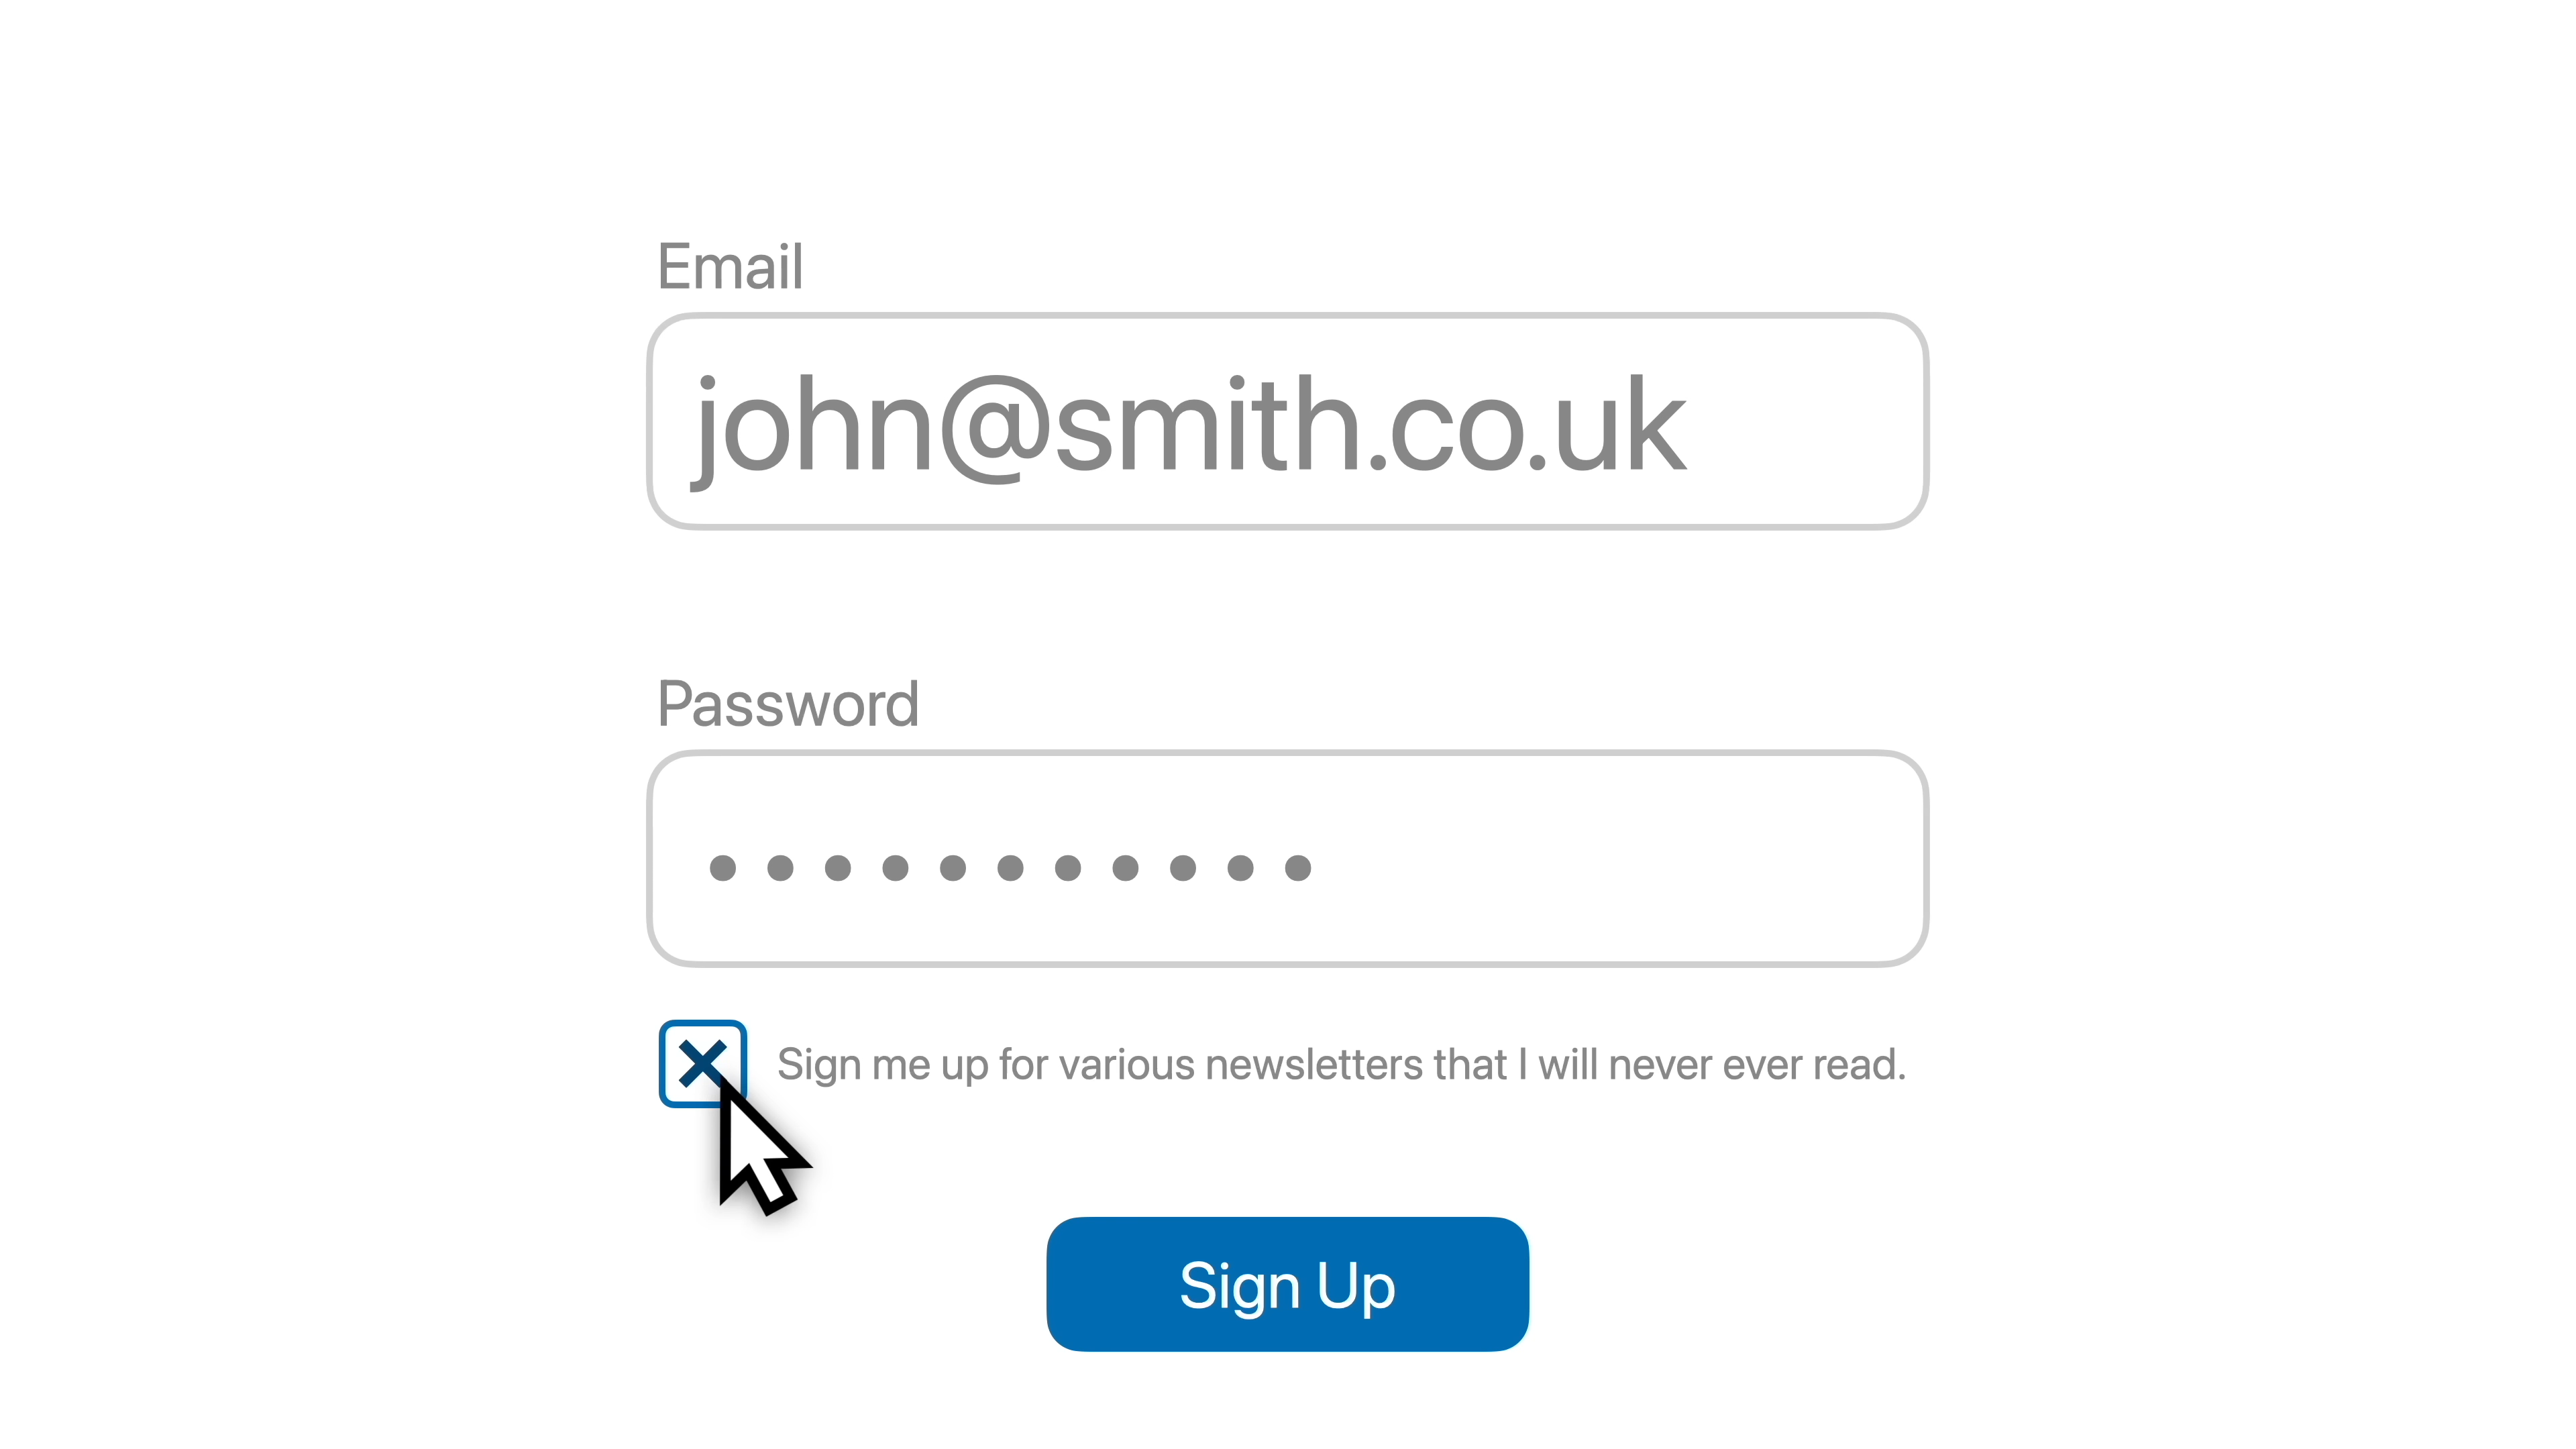 Email
john@smith.co.uk
Password
•••••••••••
Sign me up for various newsletters that I will never ever read.
Sign Up